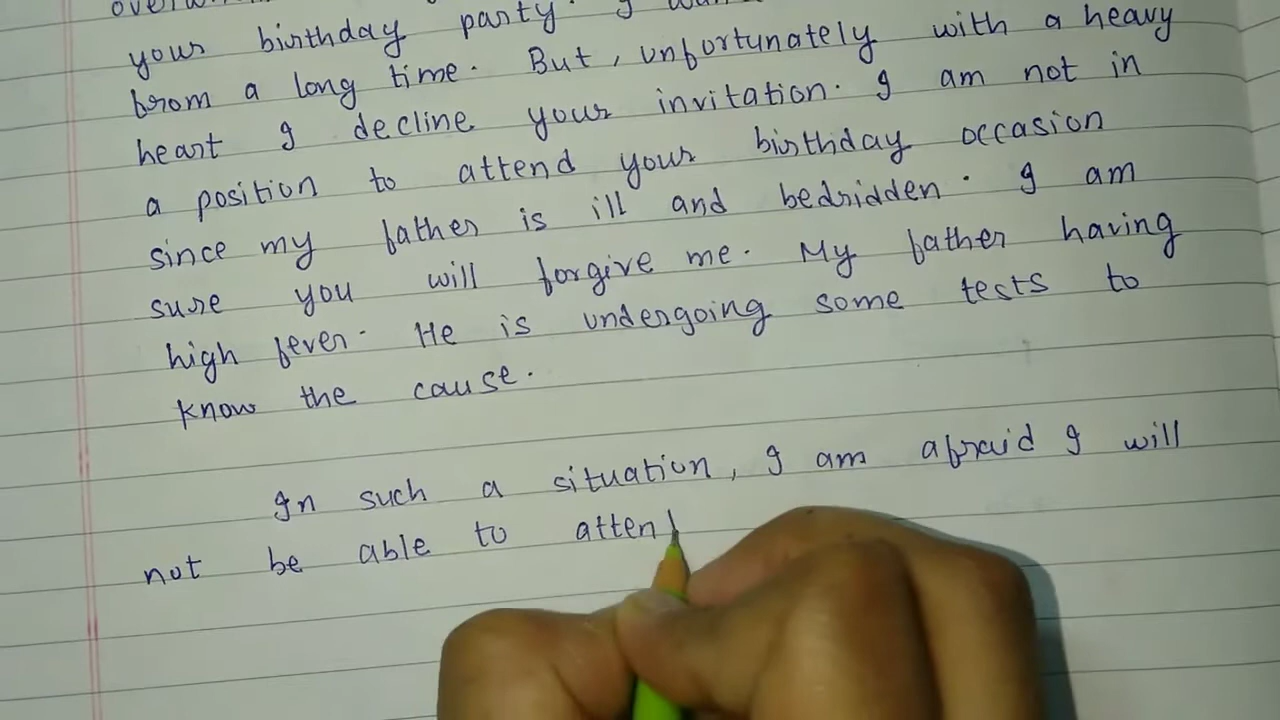 your birthday party. I
from a long time. But, unfortunately with a heavy
heart I decline your invitation. I am not in
a position to attend your birthday occasion
since my father is ill and bedridden. I am
sure you will forgive me. My father having
high fever. He is undergoing some tests to
know the cause.
In such a situation, I am afraid I will
not be able to atten